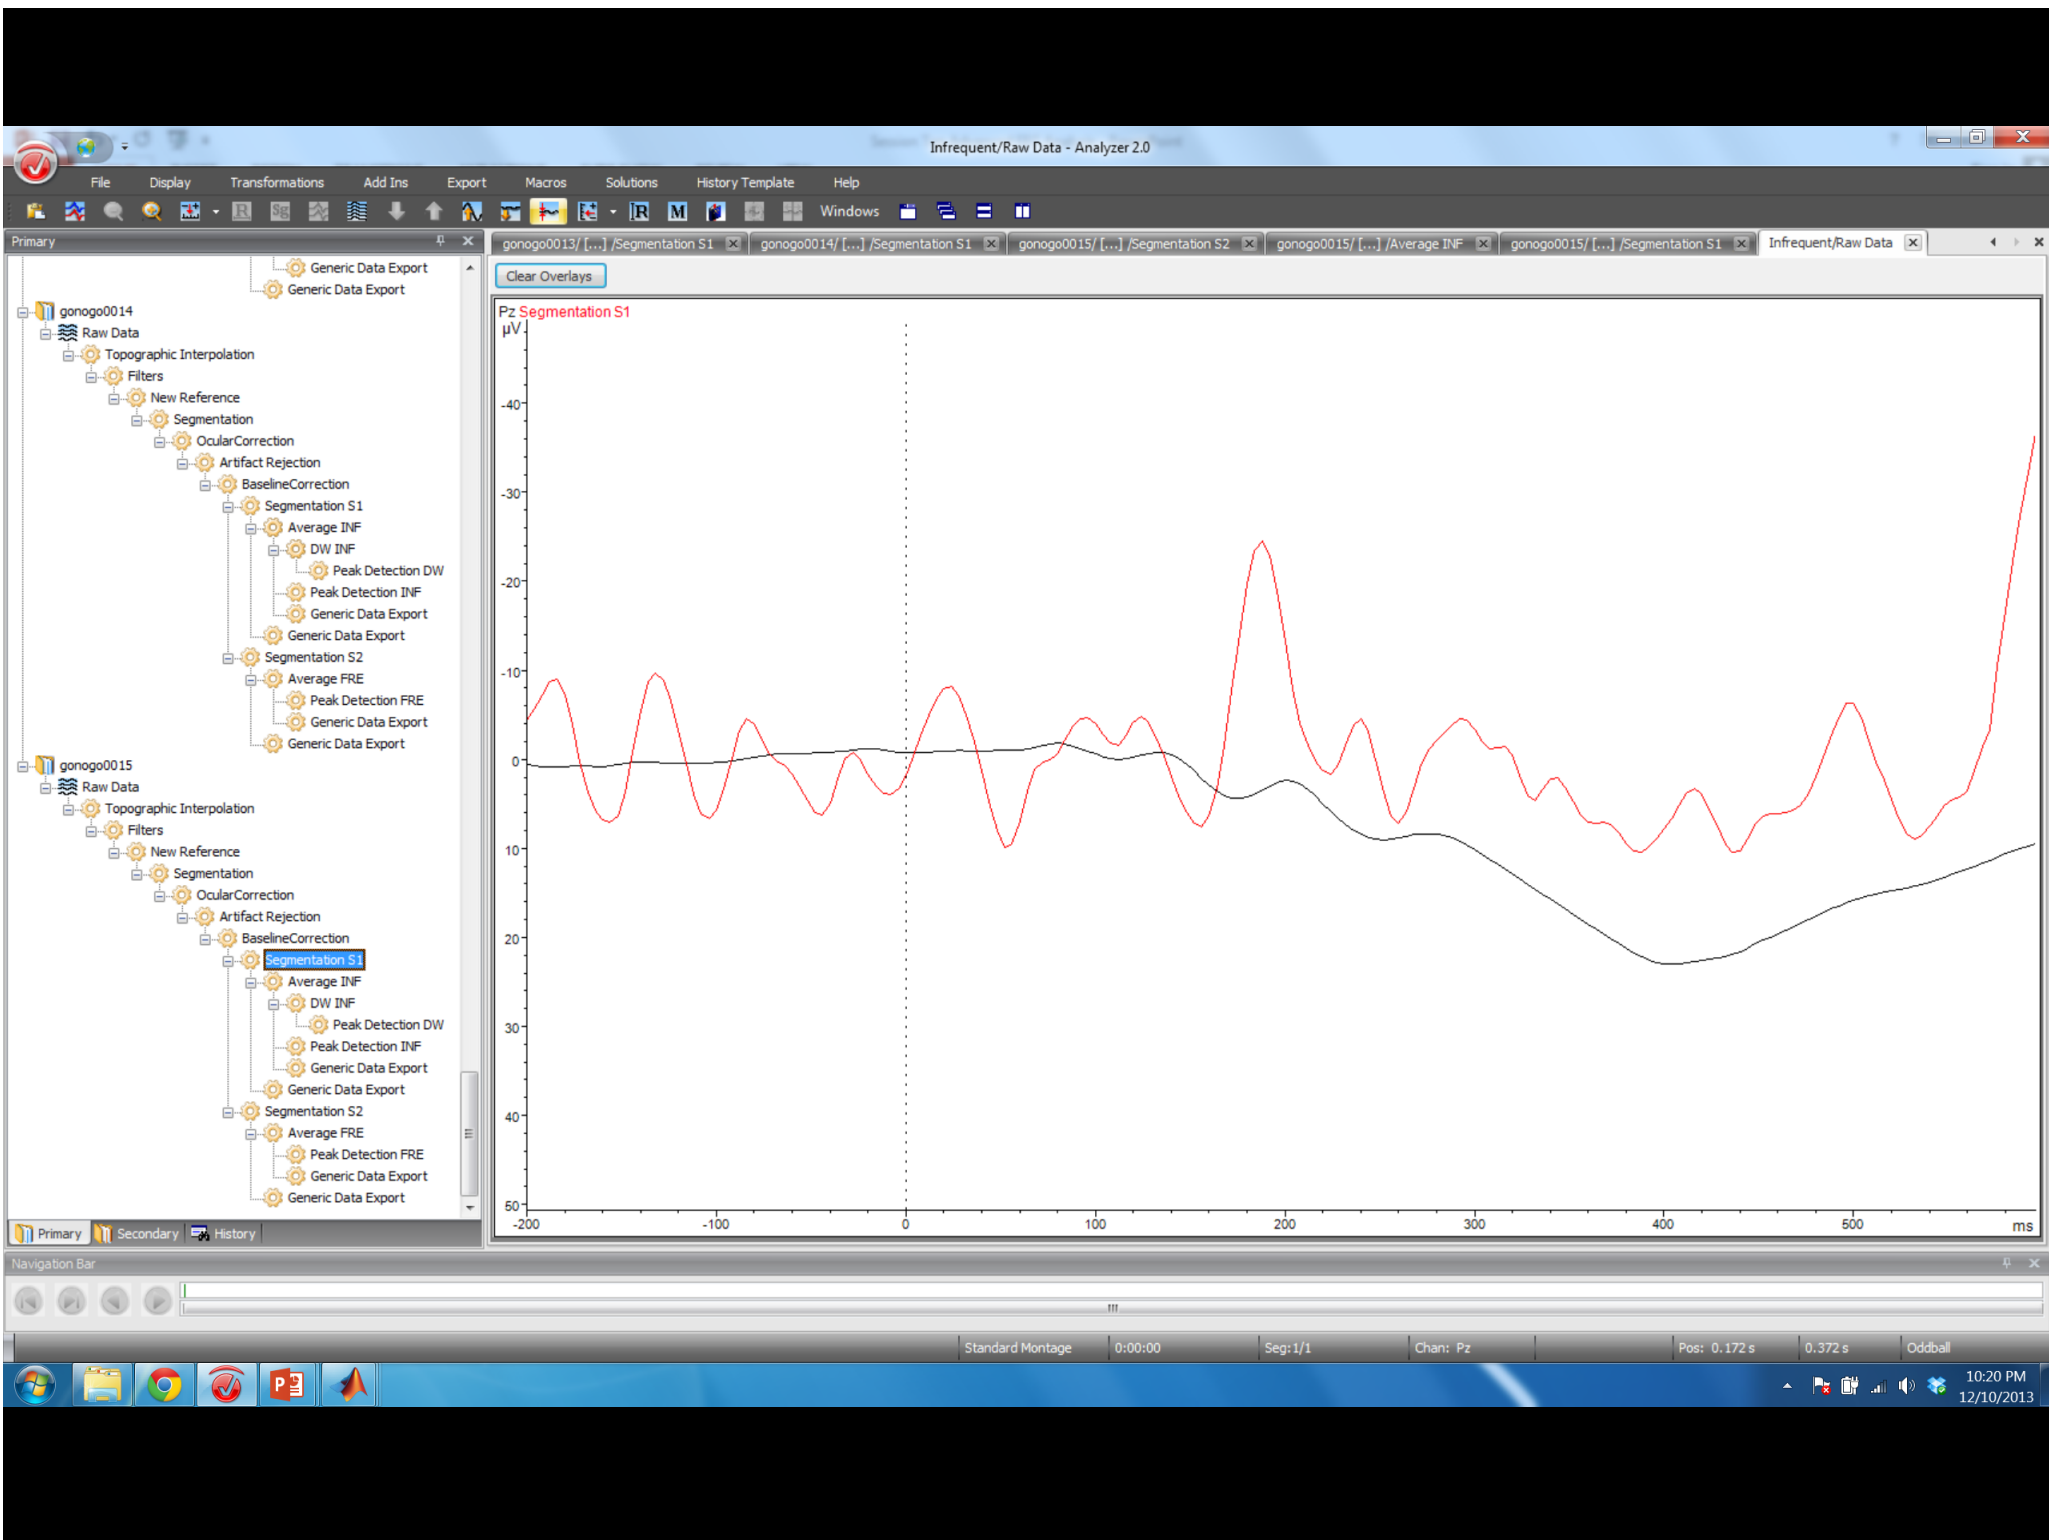 Infrequent/Raw Data - Analyzer 2.0
File Display Transformations Add Ins Export Macros Solutions History Template Help
R Sg R M Windows
Primary
gonogo0013/ [...] /Segmentation S1
gonogo0014/ [...] /Segmentation S1
gonogo0015/ [...] /Segmentation S2
gonogo0015/ [...] /Average INF
gonogo0015/ [...] /Segmentation S1
Infrequent/Raw Data
Clear Overlays
Generic Data Export
Generic Data Export
gonogo0014
Raw Data
Topographic Interpolation
Filters
New Reference
Segmentation
OcularCorrection
Artifact Rejection
BaselineCorrection
Segmentation S1
Average INF
DW INF
Peak Detection DW
Peak Detection INF
Generic Data Export
Generic Data Export
Segmentation S2
Average FRE
Peak Detection FRE
Generic Data Export
Generic Data Export
gonogo0015
Raw Data
Topographic Interpolation
Filters
New Reference
Segmentation
OcularCorrection
Artifact Rejection
BaselineCorrection
Segmentation S1
Average INF
DW INF
Peak Detection DW
Peak Detection INF
Generic Data Export
Generic Data Export
Segmentation S2
Average FRE
Peak Detection FRE
Generic Data Export
Generic Data Export
Primary Secondary History
Pz Segmentation S1
µV
-40
-30
-20
-10
0
10
20
30
40
50
-200 -100 0 100 200 300 400 500 ms
Navigation Bar
Standard Montage 0:00:00 Seg:1/1 Chan: Pz Pos: 0.172 s 0.372 s Oddball
10:20 PM
12/10/2013